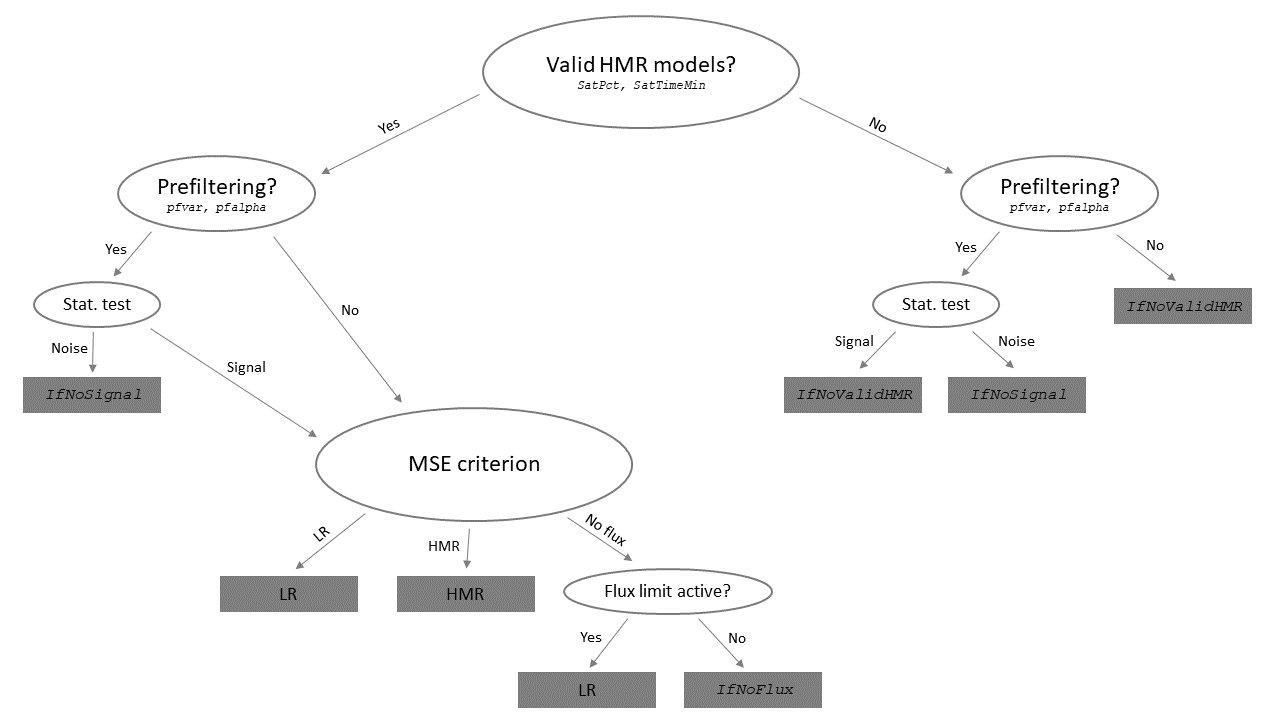 Valid HMR models?
SatPct, SatTimeMin
Yes
No
Prefiltering?
pfvar, pfalpha
Prefiltering?
pfvar, pfalpha
Yes
No
Yes
No
Stat. test
Stat. test
IfNoValidHMR
Noise
Signal
Signal
Noise
IfNoSignal
IfNoValidHMR
IfNoSignal
MSE criterion
LR
HMR
No flux
LR
HMR
Flux limit active?
Yes
No
LR
IfNoFlux